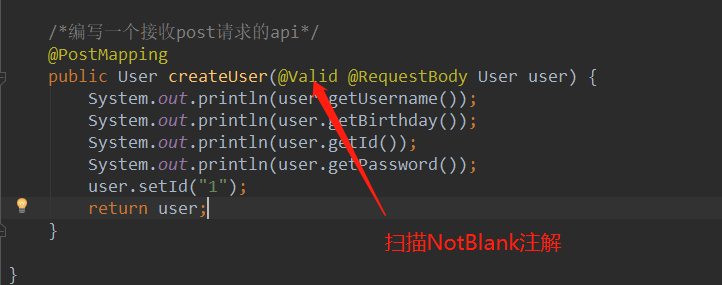 /*编写一个接收post请求的api*/
@PostMapping
public User createUser(@Valid @RequestBody User user) {
System.out.println(user.getUsername());
System.out.println(user.getBirthday());
System.out.println(user.getId());
System.out.println(user.getPassword());
user.setId("1");
return user;
}
扫描NotBlank注解
}